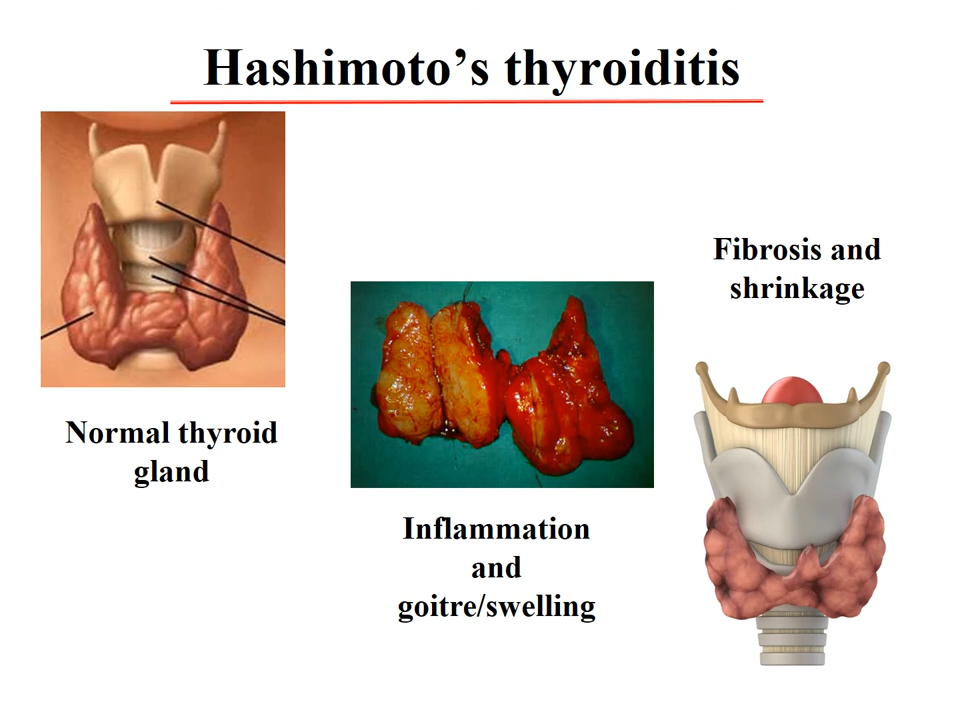 Hashimoto’s thyroiditis
Normal thyroid
gland
Inflammation
and
goitre/swelling
Fibrosis and
shrinkage